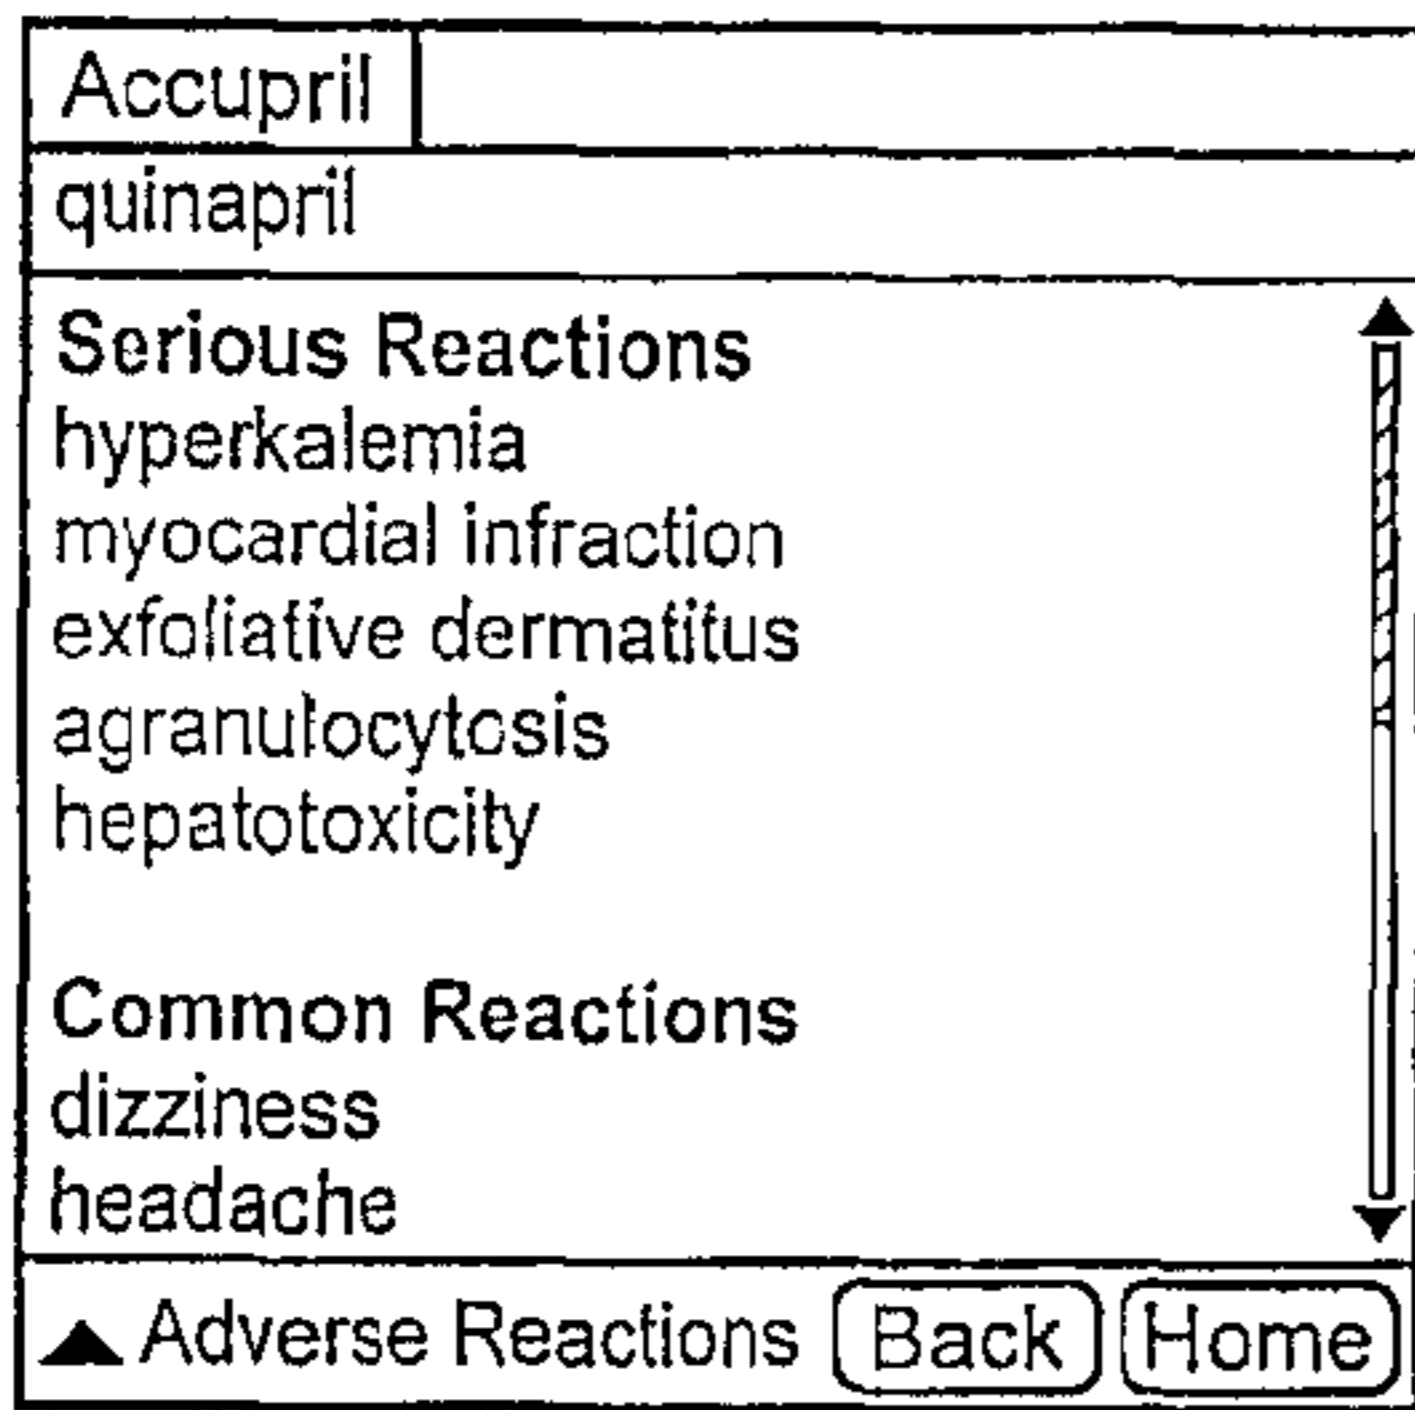 Accupril
quinapril
Serious Reactions
hyperkalemia
myocardial infraction
exfoliative dermatitus
agranulocytosis
hepatotoxicity
Common Reactions
dizziness
headache
Adverse Reactions Back Home